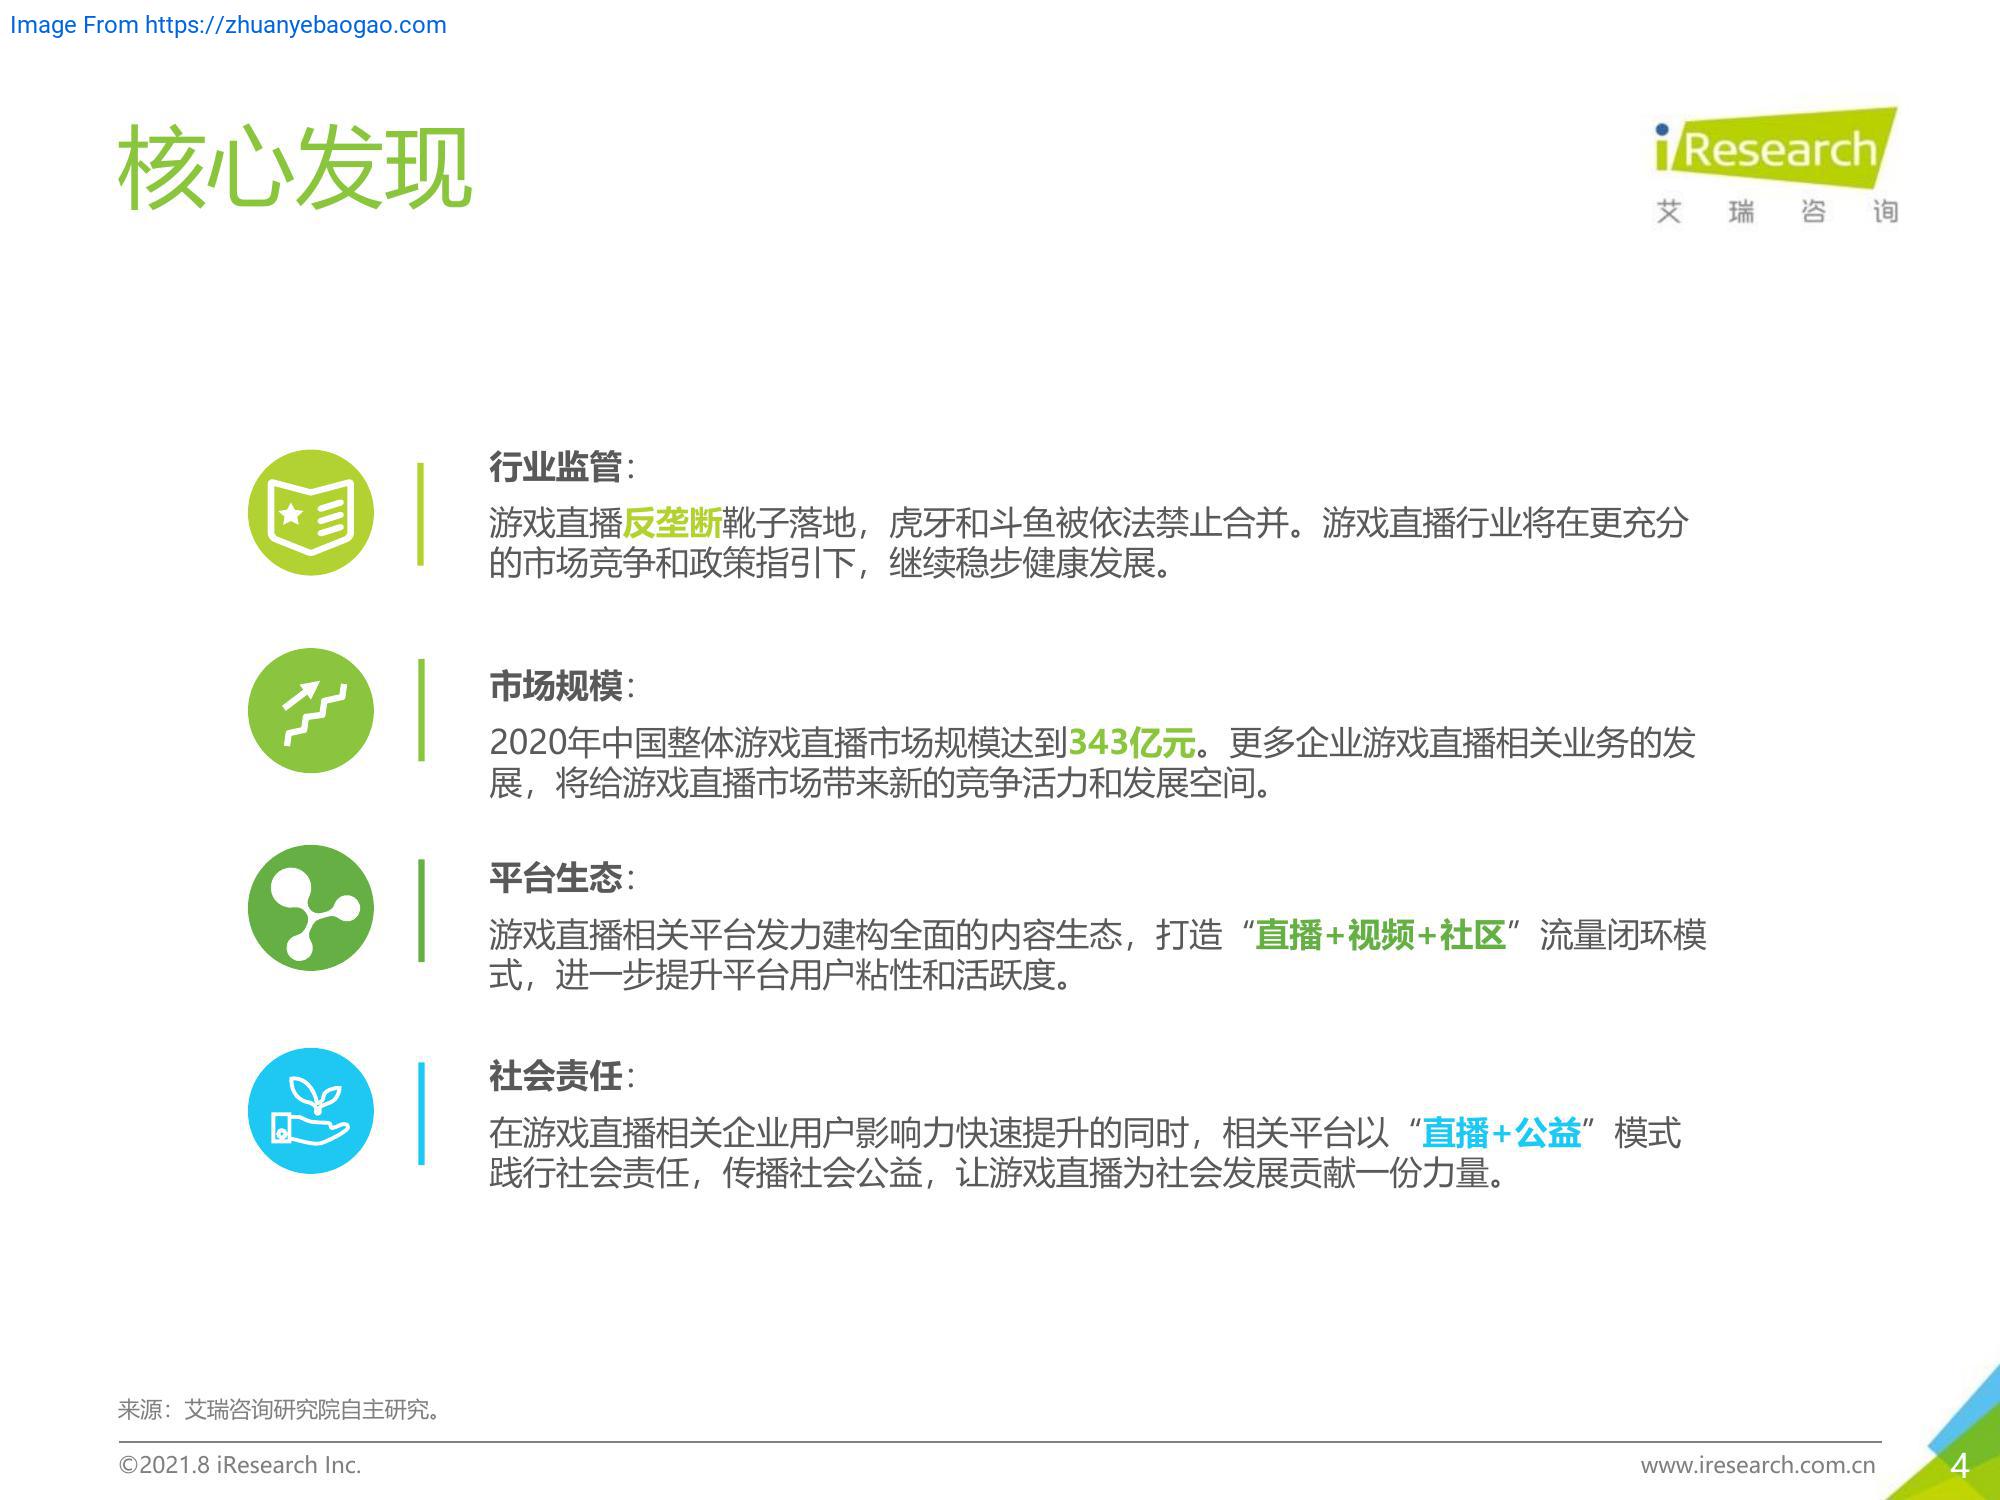 Image From https://zhuanyebaogao.com
核心发现
iResearch
艾瑞咨询
行业监管：
游戏直播反垄断靴子落地，虎牙和斗鱼被依法禁止合并。游戏直播行业将在更充分
的市场竞争和政策指引下，继续稳步健康发展。
市场规模：
2020年中国整体游戏直播市场规模达到343亿元。更多企业游戏直播相关业务的发
展，将给游戏直播市场带来新的竞争活力和发展空间。
平台生态：
游戏直播相关平台发力建构全面的内容生态，打造“直播+视频+社区”流量闭环模
式，进一步提升平台用户粘性和活跃度。
社会责任：
在游戏直播相关企业用户影响力快速提升的同时，相关平台以“直播+公益”模式
践行社会责任，传播社会公益，让游戏直播为社会发展贡献一份力量。
来源：艾瑞咨询研究院自主研究。
©2021.8 iResearch Inc.
www.iresearch.com.cn
4